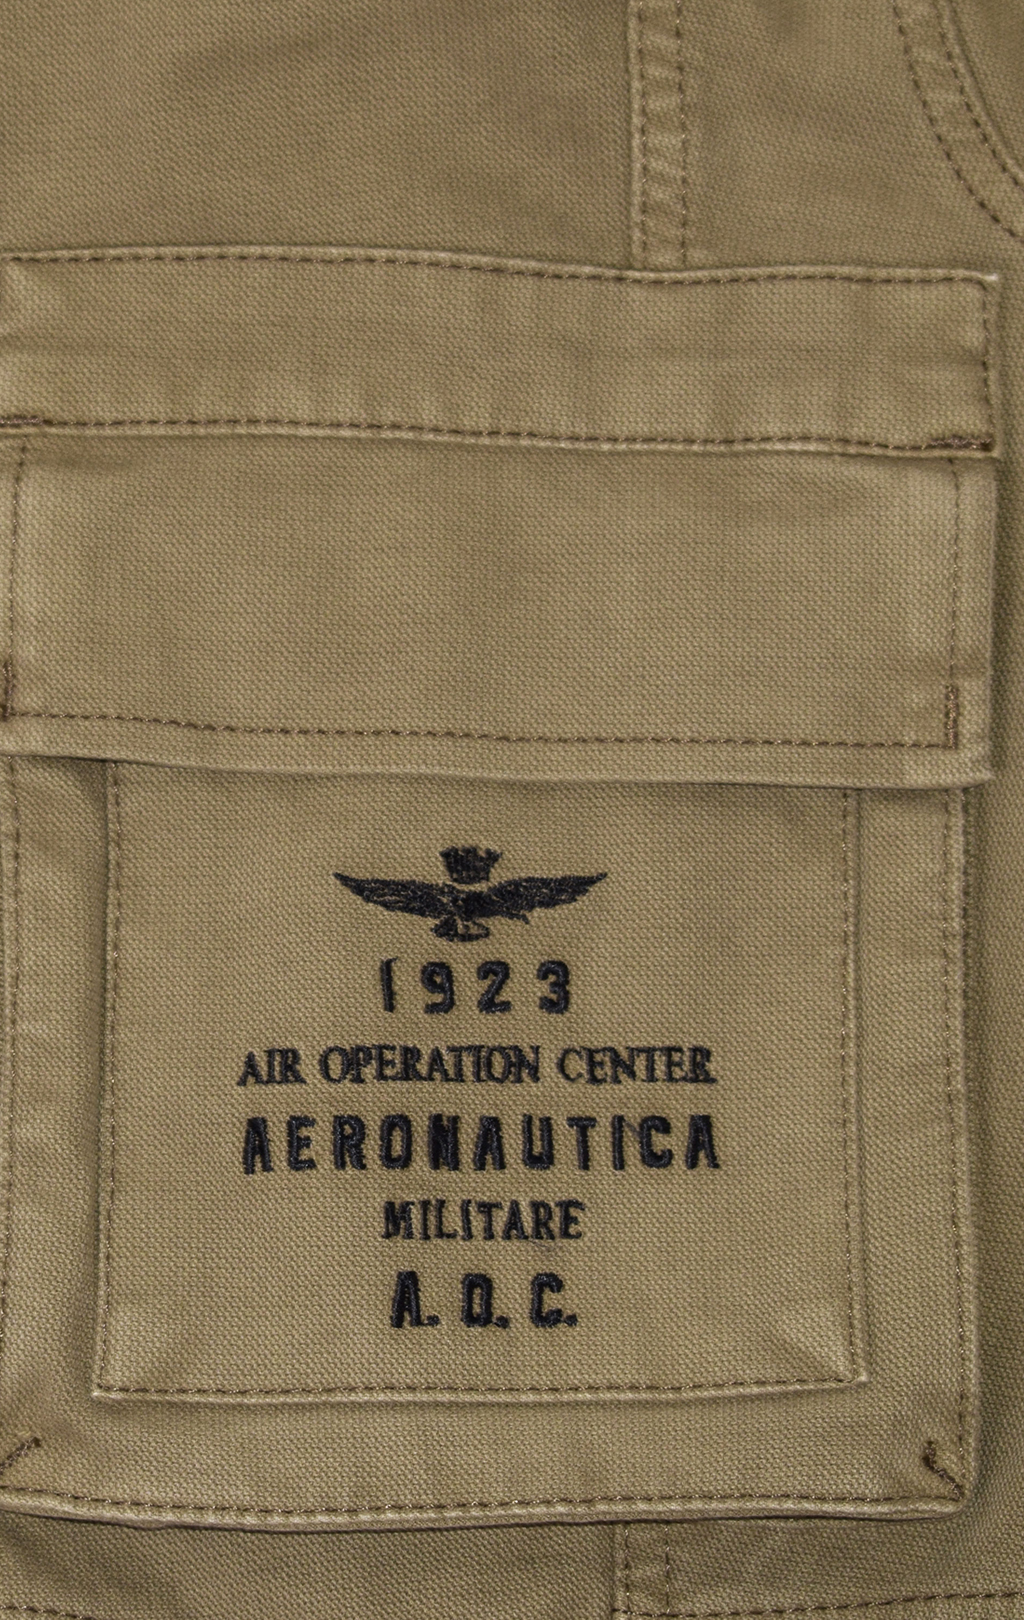 1923
AIR OPERATION CENTER
AERONAUTICA
MILITARE
A.O.C.